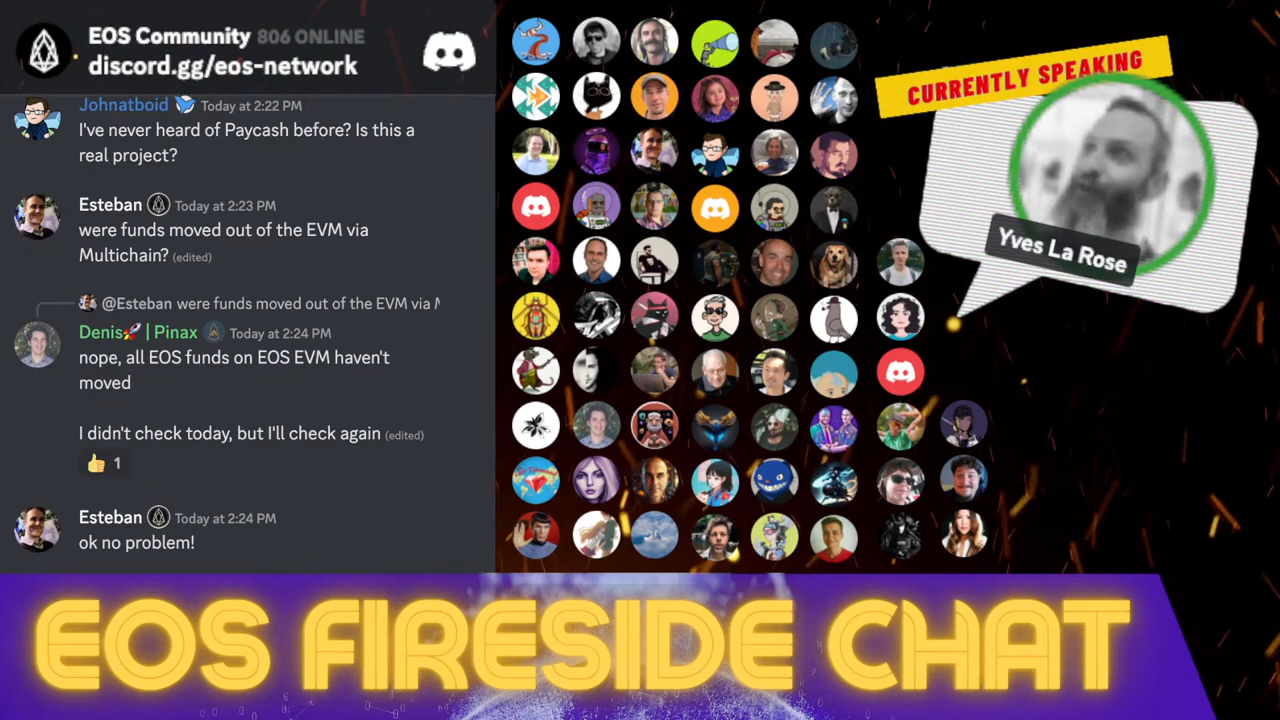 EOS Community 806 ONLINE
discord.gg/eos-network
Johnatboid Today at 2:22 PM
I've never heard of Paycash before? Is this a
real project?
Esteban Today at 2:23 PM
were funds moved out of the EVM via
Multichain? (edited)
@Esteban were funds moved out of the EVM via M
Denis🚀 | Pinax Today at 2:24 PM
nope, all EOS funds on EOS EVM haven't
moved
I didn't check today, but I'll check again (edited)
👍 1
Esteban Today at 2:24 PM
ok no problem!
CURRENTLY SPEAKING
Yves La Rose
EOS FIRESIDE CHAT